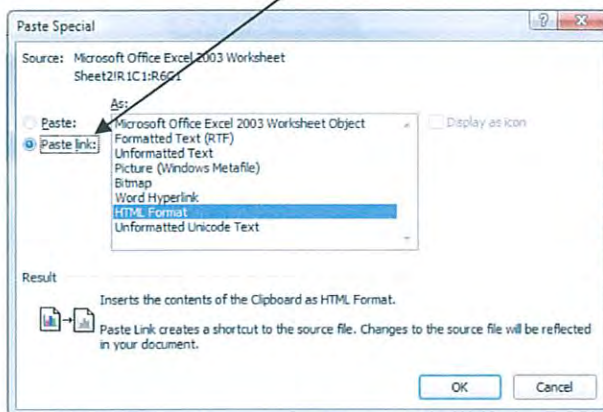 Paste Special
Source: Microsoft Office Excel 2003 Worksheet
Sheet2!R1C1:R6C1
As:
Paste:
Microsoft Office Excel 2003 Worksheet Object
Display as icon
Paste link:
Formatted Text (RTF)
Unformatted Text
Picture (Windows Metafile)
Bitmap
Word Hyperlink
HTML Format
Unformatted Unicode Text
Result
Inserts the contents of the Clipboard as HTML Format.
Paste Link creates a shortcut to the source file. Changes to the source file will be reflected
in your document.
OK
Cancel